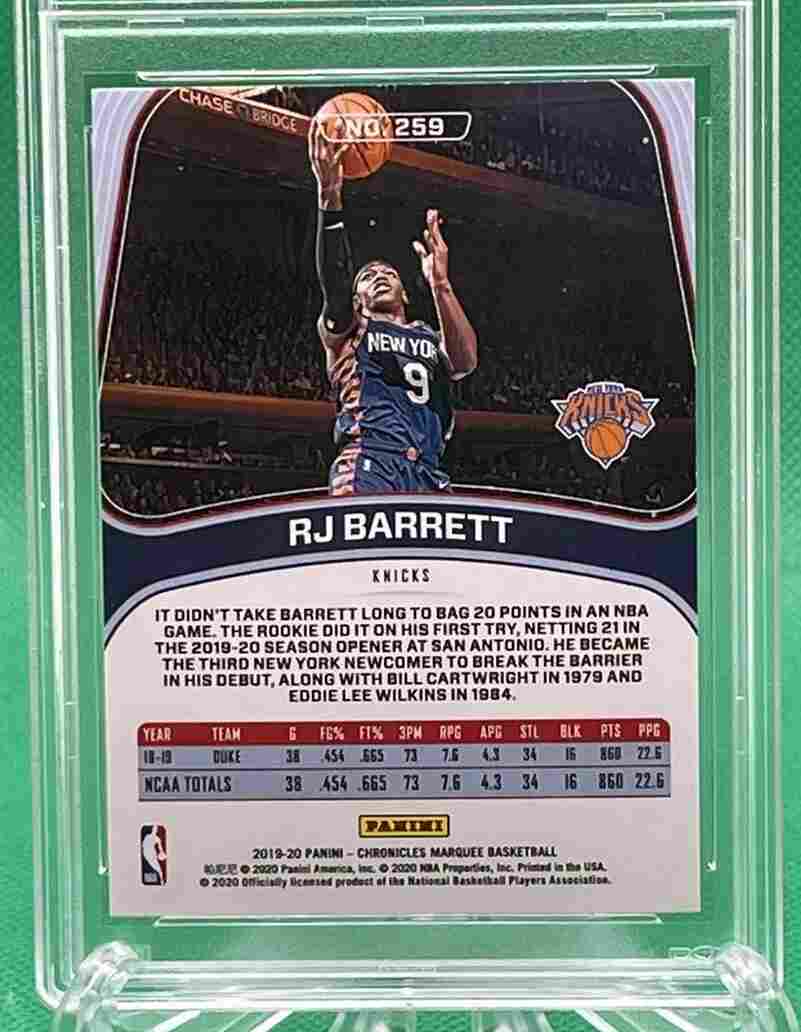 CHASE BRIDGE
NO. 259
NEW YOR
9
NEW YORK
KNICKS
RJ BARRETT
KNICKS
IT DIDN'T TAKE BARRETT LONG TO BAG 20 POINTS IN AN NBA
GAME. THE ROOKIE DID IT ON HIS FIRST TRY, NETTING 21 IN
THE 2019-20 SEASON OPENER AT SAN ANTONIO. HE BECAME
THE THIRD NEW YORK NEWCOMER TO BREAK THE BARRIER
IN HIS DEBUT, ALONG WITH BILL CARTWRIGHT IN 1979 AND
EDDIE LEE WILKINS IN 1984.
YEAR TEAM G FG% FT% 3PM RPG APG STL BLK PTS PPG
18-19 DUKE 38 .454 .665 73 7.6 4.3 34 16 860 22.6
NCAA TOTALS 38 .454 .665 73 7.6 4.3 34 16 860 22.6
PANINI
2019-20 PANINI – CHRONICLES MARQUEE BASKETBALL
帕尼尼 © 2020 Panini America, Inc. © 2020 NBA Properties, Inc. Printed in the USA.
© 2020 Officially licensed product of the National Basketball Players Association.